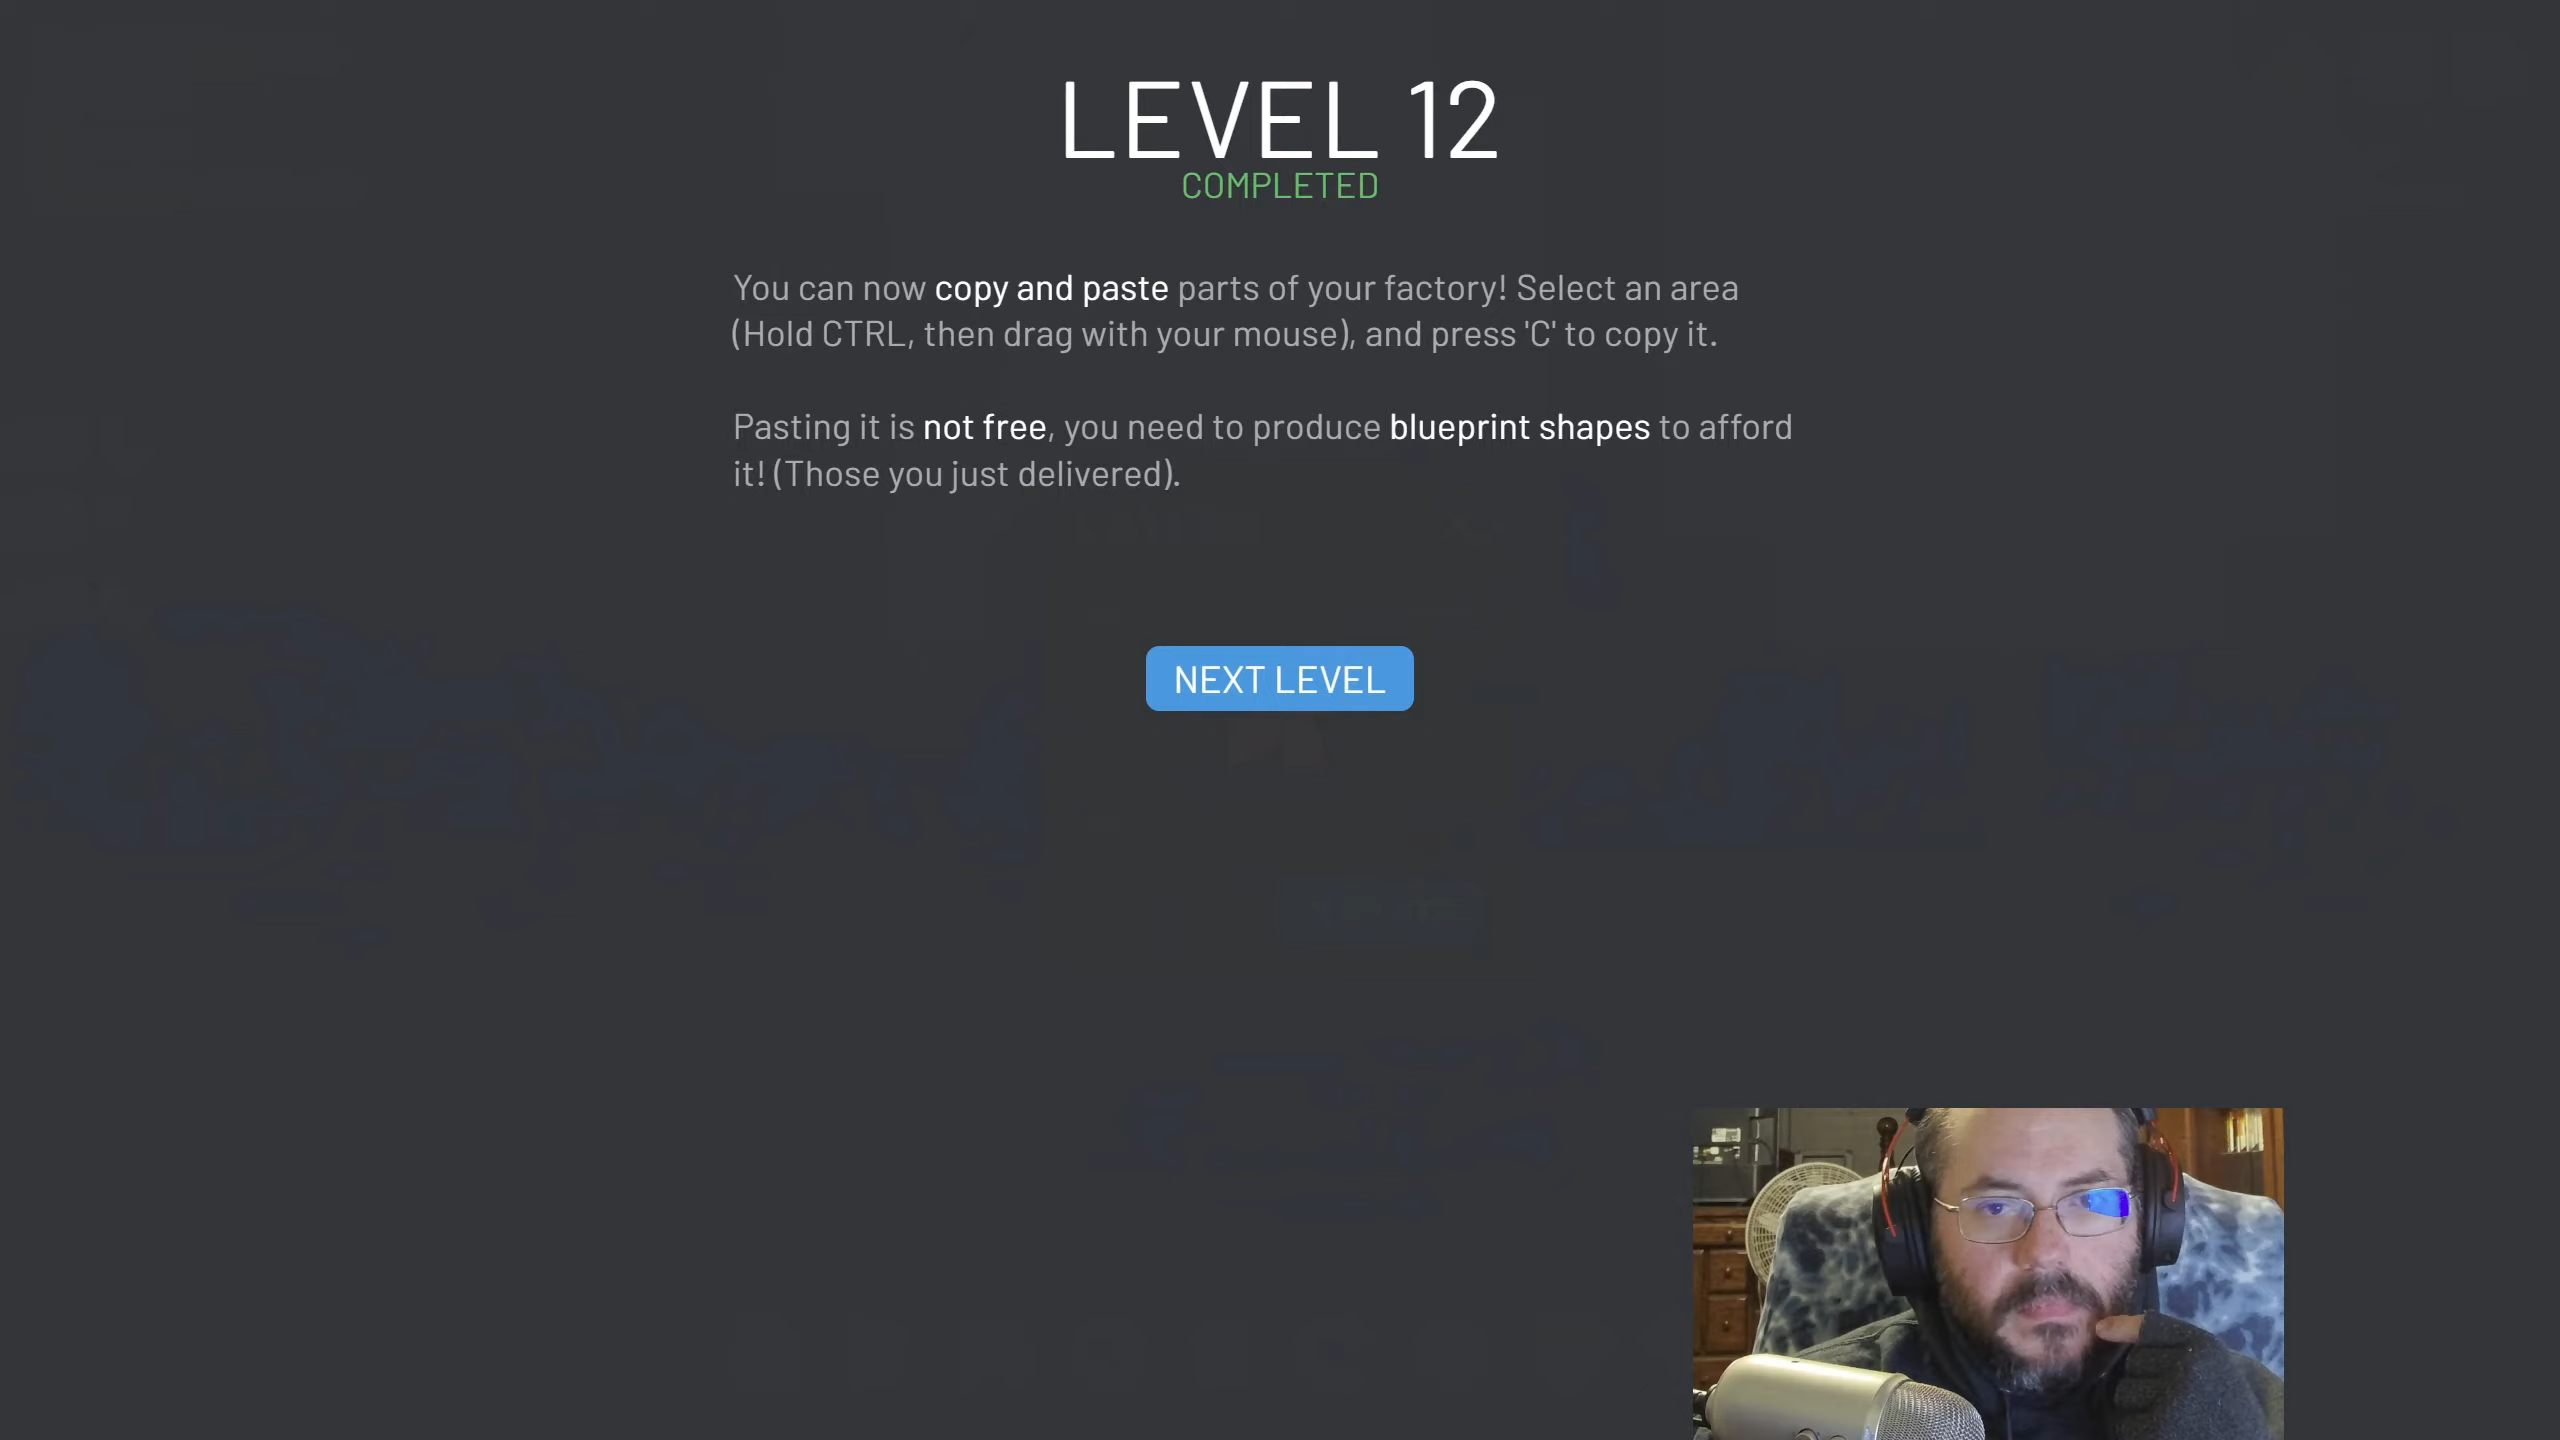 LEVEL 12
COMPLETED
You can now copy and paste parts of your factory! Select an area
(Hold CTRL, then drag with your mouse), and press 'C' to copy it.
Pasting it is not free, you need to produce blueprint shapes to afford
it! (Those you just delivered).
NEXT LEVEL